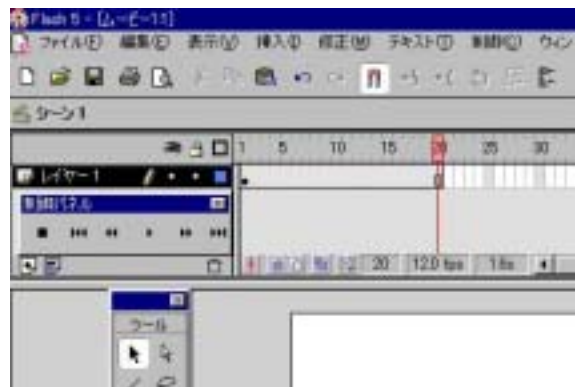 Flash 5 - [ムービー1]
ファイル(F) 編集(E) 表示(V) 挿入(I) 修正(M) テキスト(T) 制御(C) ウィン
シーン1
1 5 10 15 20 25 30
レイヤー1
制御パネル
20 12.0 fps 1.6s
ツール